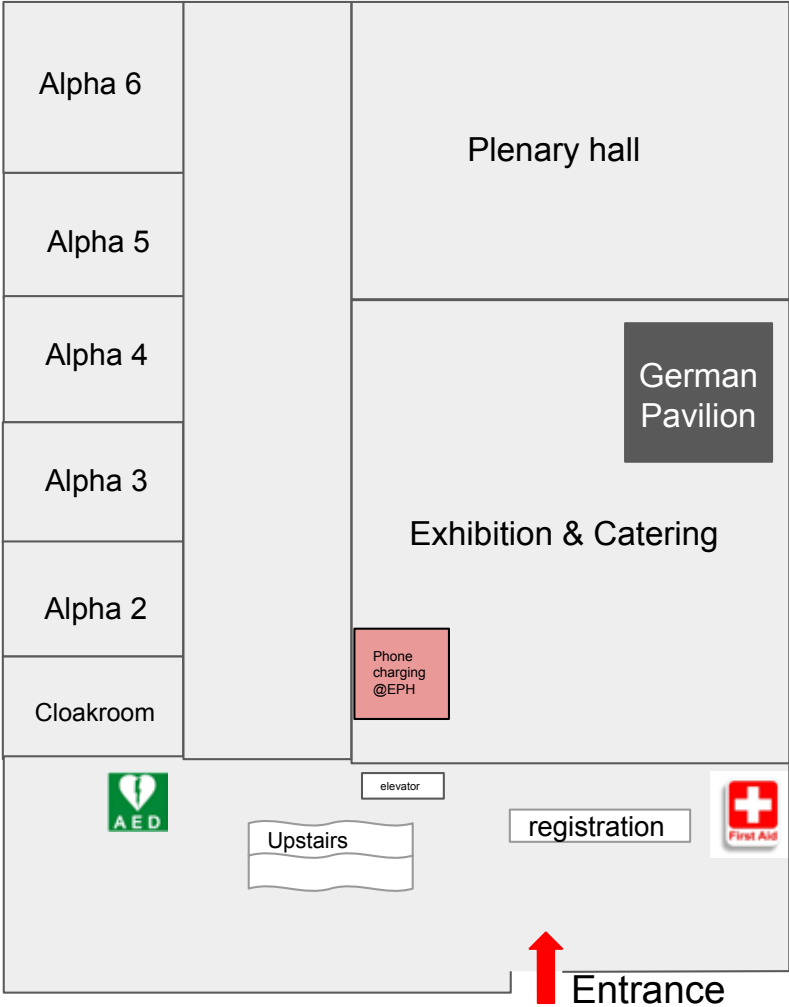 Alpha 6
Plenary hall
Alpha 5
Alpha 4
German
Pavilion
Alpha 3
Exhibition & Catering
Alpha 2
Phone
charging
@EPH
Cloakroom
elevator
AED
Upstairs
registration
First Aid
Entrance